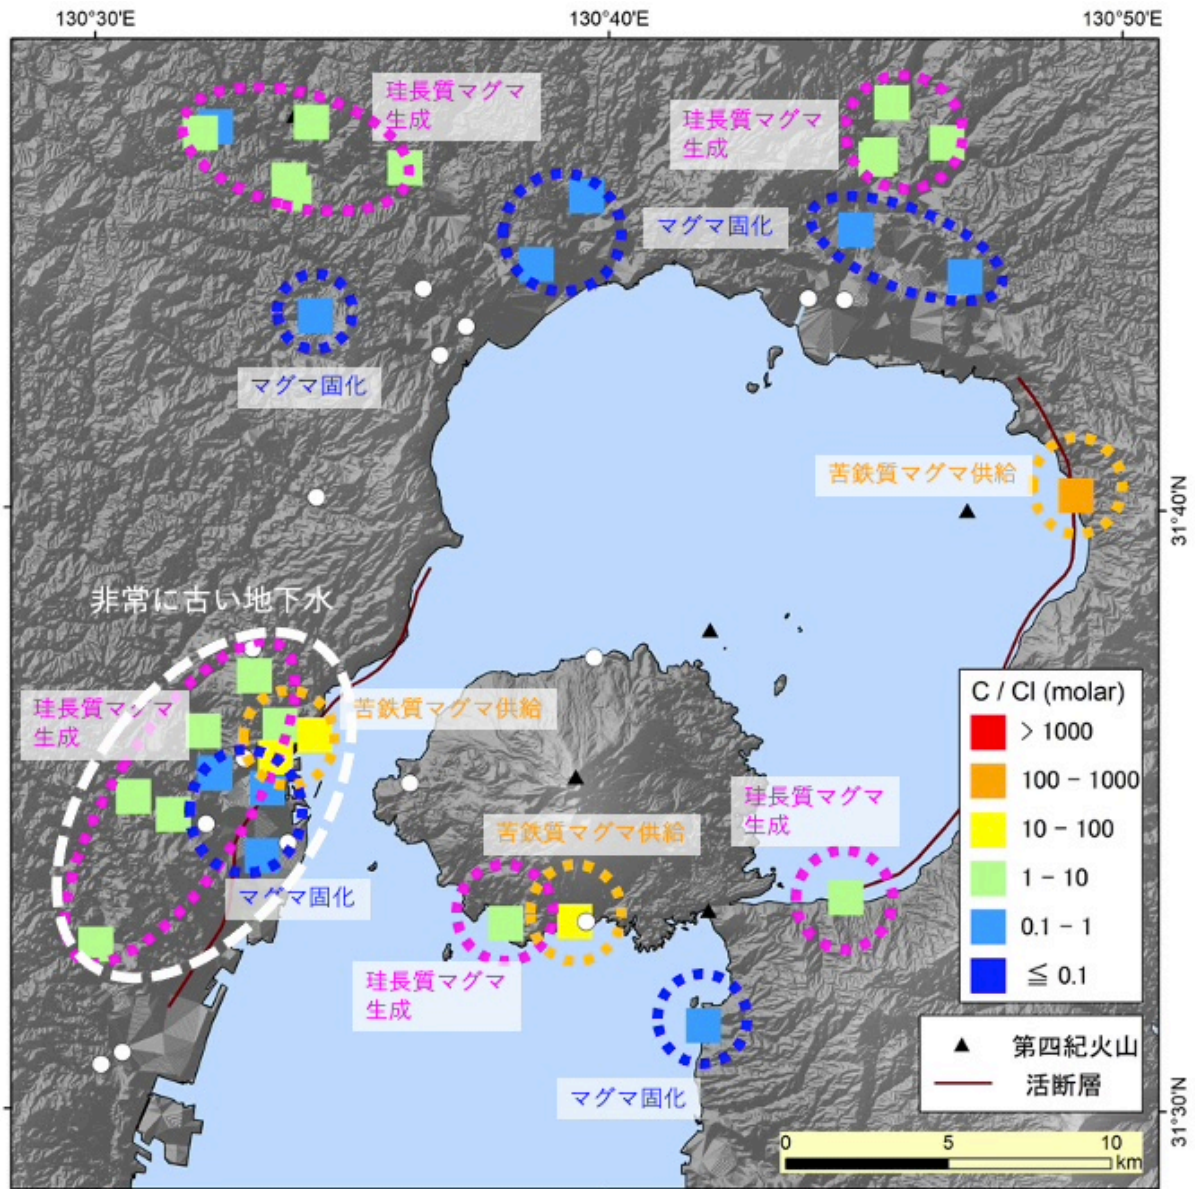 130°30'E
130°40'E
130°50'E
珪長質マグマ
生成
珪長質マグマ
生成
マグマ固化
マグマ固化
苦鉄質マグマ供給
31°40'N
非常に古い地下水
珪長質マグマ
生成
苦鉄質マグマ供給
C / Cl (molar)
> 1000
100 - 1000
10 - 100
1 - 10
0.1 - 1
≦ 0.1
珪長質マグマ
生成
苦鉄質マグマ供給
マグマ固化
珪長質マグマ
生成
マグマ固化
第四紀火山
活断層
31°30'N
0
5
10
km